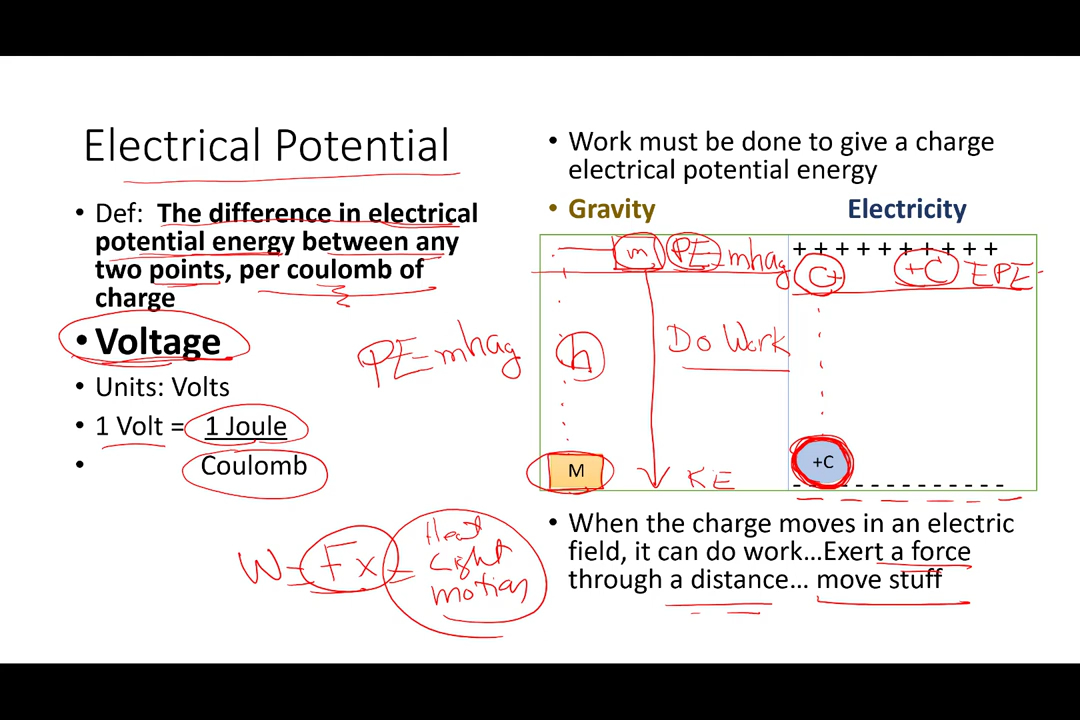 Electrical Potential
• Def: The difference in electrical
potential energy between any
two points, per coulomb of
charge
• Voltage
• Units: Volts
• 1 Volt = 1 Joule
• Coulomb
PE=mhag
W=Fx=
Heat
Light
motion
• Work must be done to give a charge
electrical potential energy
• Gravity Electricity
m PE=mhag
+ + + + + + + + + +
C+ +C EPE
h
Do Work
M
KE
+C
- - - - - - - - - - - - -
• When the charge moves in an electric
field, it can do work…Exert a force
through a distance… move stuff